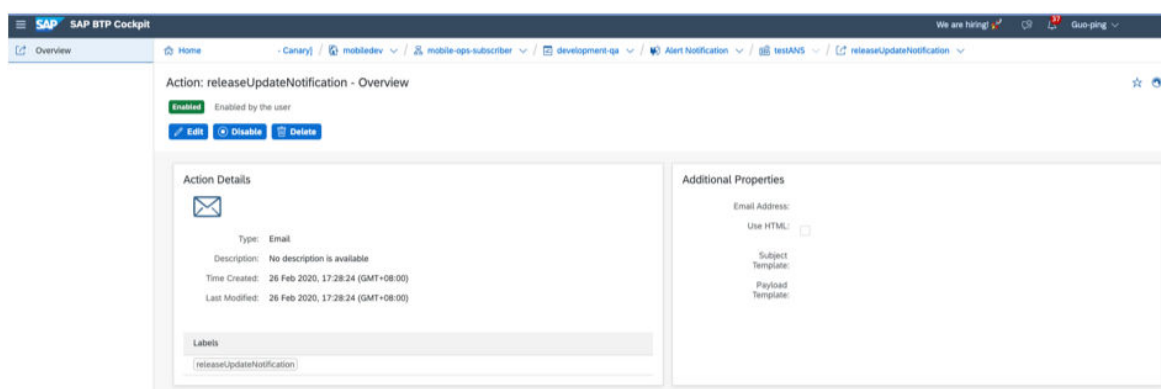 SAP SAP BTP Cockpit We are hiring! 37 Guo-ping
Overview
Home - Canary] / mobiledev / mobile-ops-subscriber / development-qa / Alert Notification / testANS / releaseUpdateNotification
Action: releaseUpdateNotification - Overview
Enabled Enabled by the user
Edit Disable Delete
Action Details
Type: Email
Description: No description is available
Time Created: 26 Feb 2020, 17:28:24 (GMT+08:00)
Last Modified: 26 Feb 2020, 17:28:24 (GMT+08:00)
Labels
releaseUpdateNotification
Additional Properties
Email Address:
Use HTML:
Subject
Template:
Payload
Template: